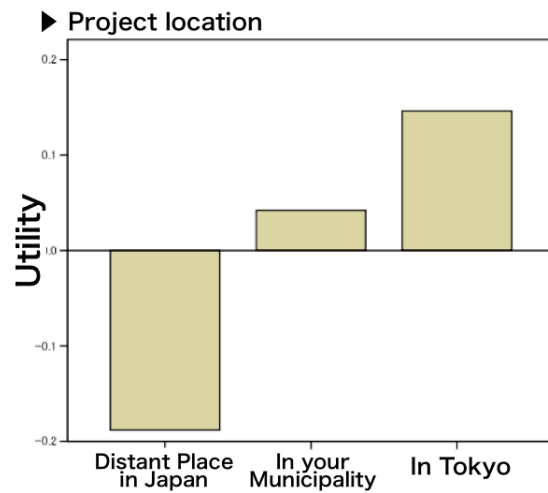 ▶ Project location
0.2
0.1
0.0
−0.1
−0.2
Utility
Distant Place
in Japan
In your
Municipality
In Tokyo